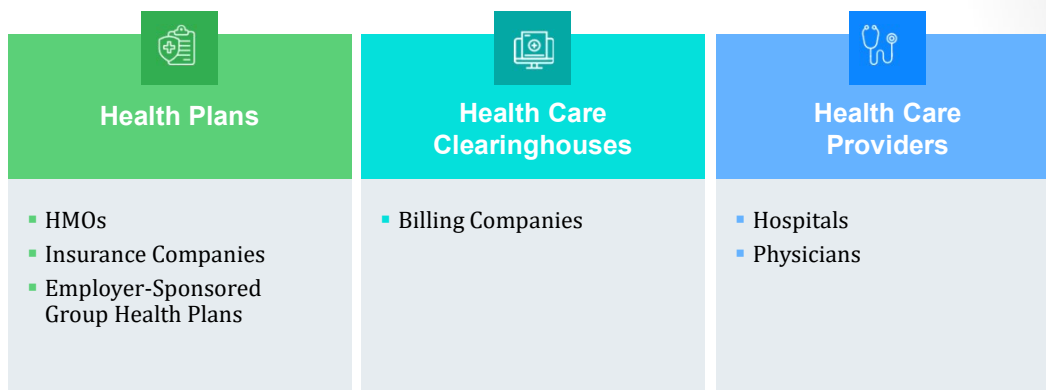 Health Plans
HMOs
Insurance Companies
Employer-Sponsored
Group Health Plans
Health Care
Clearinghouses
Billing Companies
Health Care
Providers
Hospitals
Physicians